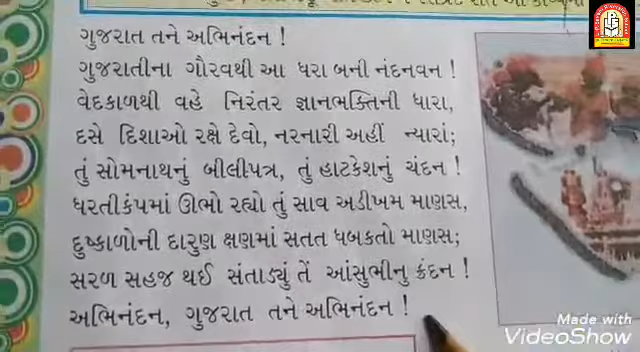 ગુજરાત તને અભિનંદન !
ગુજરાતીના ગૌરવથી આ ધરા બની નંદનવન !
વેદકાળથી વહે નિરંતર જ્ઞાનભક્તિની ધારા,
દસે દિશાઓ રક્ષે દેવો, નરનારી અહીં ન્યારાં;
તું સોમનાથનું બીલીપત્ર, તું હાટકેશનું ચંદન !
ધરતીકંપમાં ઊભો રહ્યો તું સાવ અડીખમ માણસ,
દુષ્કાળોની દારુણ ક્ષણમાં સતત ધબકતો માણસ;
સરળ સહજ થઈ સંતાડ્યું તેં આંસુભીનુ ક્રંદન !
અભિનંદન, ગુજરાત તને અભિનંદન !
Made with
VideoShow